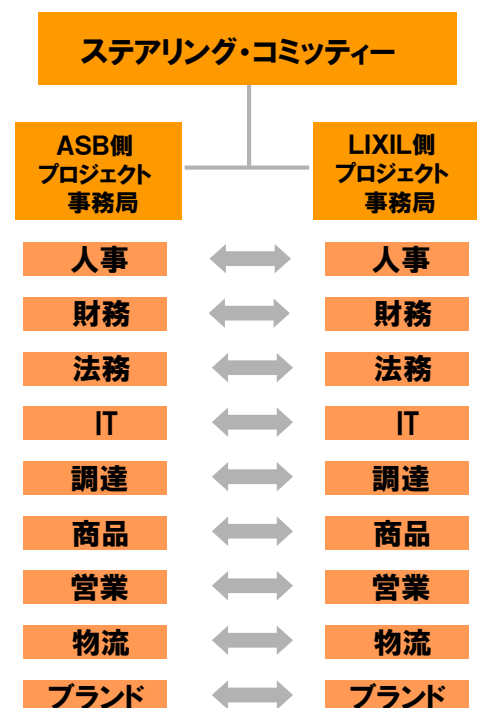 ステアリング・コミッティー
ASB側
プロジェクト
事務局
LIXIL側
プロジェクト
事務局
人事
人事
財務
財務
法務
法務
IT
IT
調達
調達
商品
商品
営業
営業
物流
物流
ブランド
ブランド